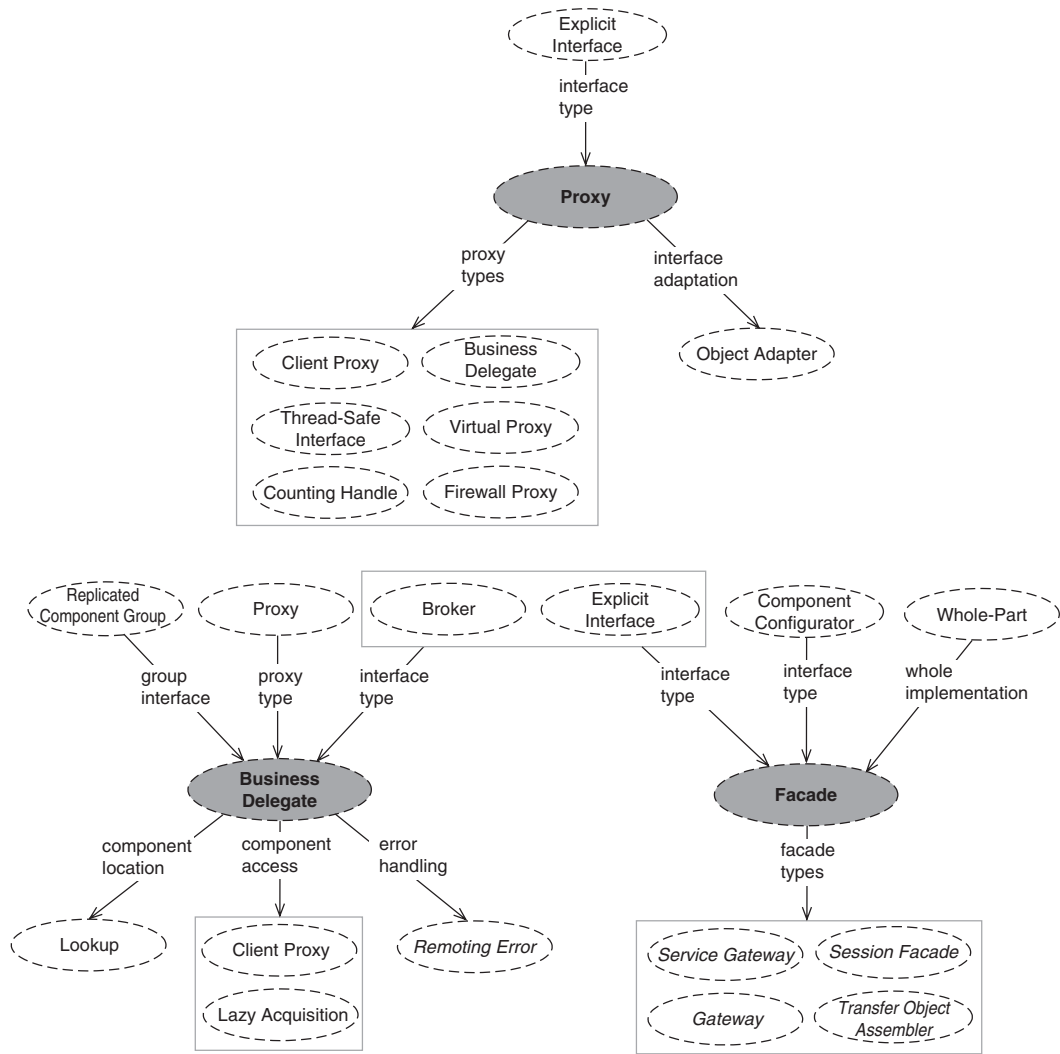 Explicit
Interface
interface
type
Proxy
proxy
types
interface
adaptation
Client Proxy
Business
Delegate
Object Adapter
Thread-Safe
Interface
Virtual Proxy
Counting Handle
Firewall Proxy
Replicated
Component Group
Proxy
Broker
Explicit
Interface
Component
Configurator
Whole-Part
group
interface
proxy
type
interface
type
interface
type
interface
type
whole
implementation
Business
Delegate
Facade
component
location
component
access
error
handling
facade
types
Lookup
Client Proxy
Lazy Acquisition
Remoting Error
Service Gateway
Session Facade
Gateway
Transfer Object
Assembler